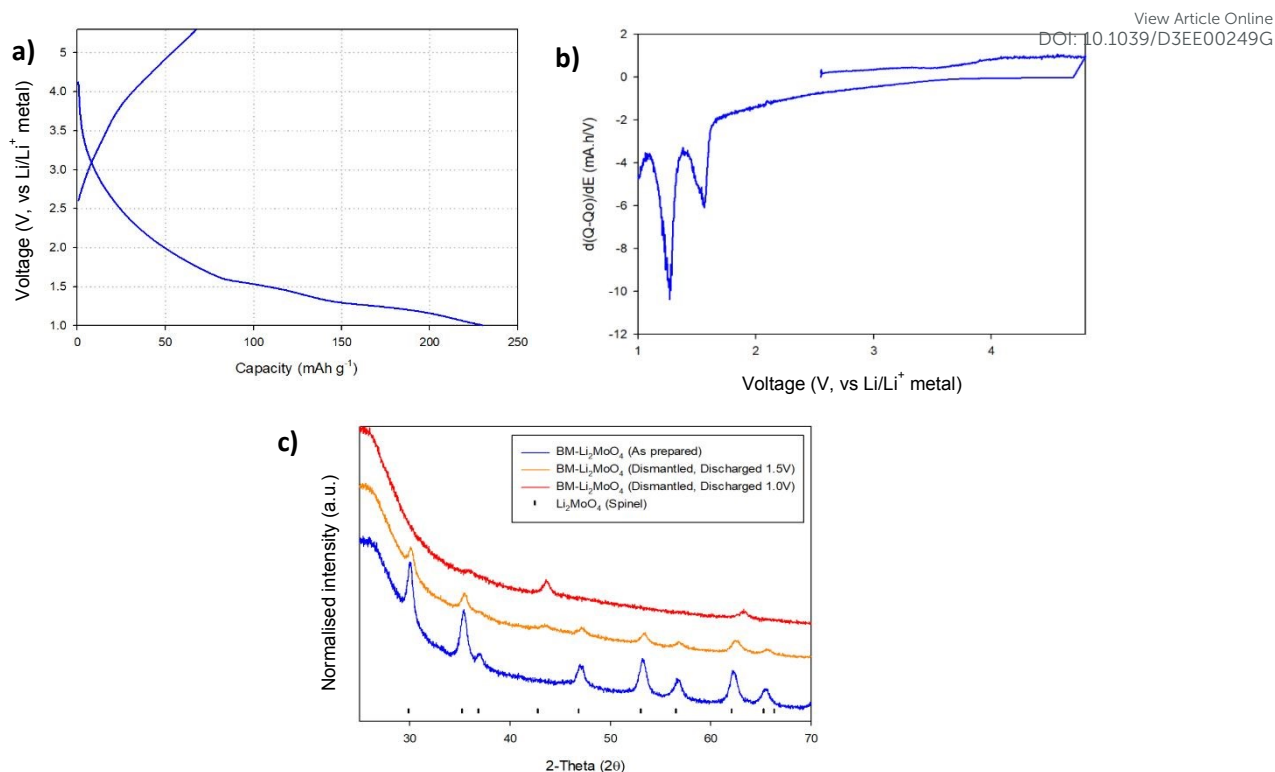 View Article Online
DOI: 10.1039/D3EE00249G
a)
Voltage (V, vs Li/Li⁺ metal)
5
4.0
3.5
3.0
2.5
2.0
1.5
1.0
0
50
100
150
200
250
Capacity (mAh g⁻¹)
b)
d(Q-Qo)/dE (mA.h/V)
2
0
-2
-4
-6
-8
-10
-12
1
2
3
4
Voltage (V, vs Li/Li⁺ metal)
c)
Normalised intensity (a.u.)
BM-Li₂MoO₄ (As prepared)
BM-Li₂MoO₄ (Dismantled, Discharged 1.5V)
BM-Li₂MoO₄ (Dismantled, Discharged 1.0V)
Li₂MoO₄ (Spinel)
30
40
50
60
70
2-Theta (2θ)